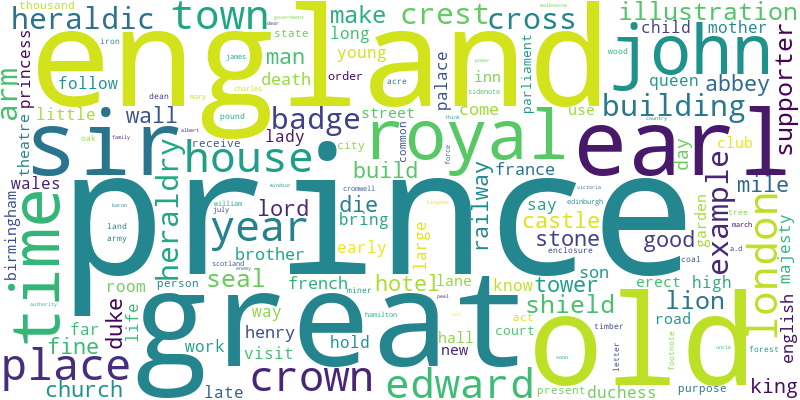 thousand
heraldic
town
make
crest
cross
illustration
government
dear
melbourne
england
john
iron
james
state
long
man
young
child
mother
princess
arm
follow
charles
death
order
acre
palace
inn
parliament
wood
power
sidenote
queen
abbey
supporter
little
wall
badge
pound
come
building
use
theatre
dean
mary
sir
oak
albert
family
receive
lady
street
city
common
royal
think
force
country
earl
day
club
wales
house
build
france
mile
birmingham
heraldry
prince
william
windsor
cromwell
victoria
edinburgh
baron
kingdom
time
land
army
july
year
lord
die
bring
railway
say
castle
stone
good
example
garden
tree
london
majesty
scotland
enemy
brother
early
large
enclosure
march
a.d
coal
room
person
seal
french
miner
hotel
lane
know
tower
son
erect
high
authority
great
old
shield
lion
road
english
duke
life
far
fine
way
henry
hamilton
peel
act
court
timber
letter
footnote
uncle
forest
place
work
visit
hold
hall
new
soon
church
late
crown
edward
present
duchess
purpose
king